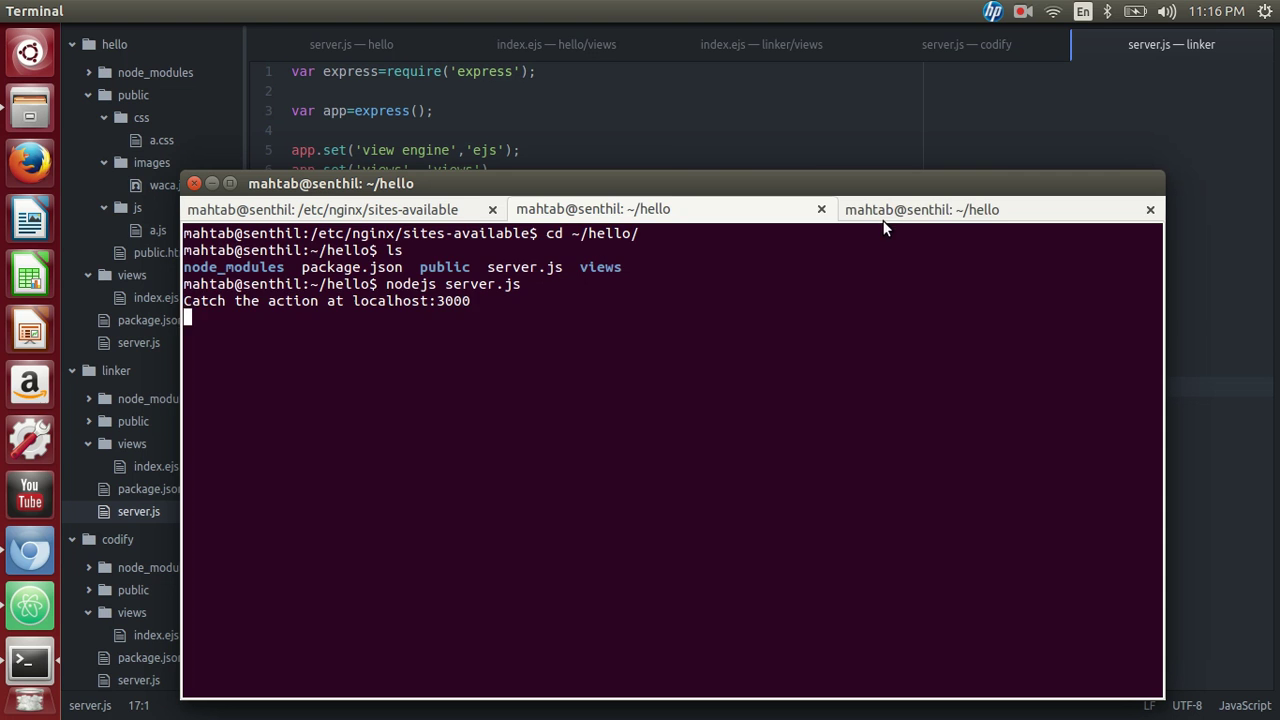 Terminal
En
11:16 PM
hello
node_modules
public
css
a.css
images
waca.
js
a.js
public.ht
views
index.ejs
package.json
server.js
linker
node_modu
public
views
index.ejs
package.json
server.js
codify
node_modu
public
views
index.ejs
package.json
server.js
server.js — hello
index.ejs — hello/views
index.ejs — linker/views
server.js — codify
server.js — linker
1 var express=require('express');
2
3 var app=express();
4
5 app.set('view engine','ejs');
mahtab@senthil: ~/hello
mahtab@senthil: /etc/nginx/sites-available
mahtab@senthil: ~/hello
mahtab@senthil: ~/hello
mahtab@senthil:/etc/nginx/sites-available$ cd ~/hello/
mahtab@senthil:~/hello$ ls
node_modules package.json public server.js views
mahtab@senthil:~/hello$ nodejs server.js
Catch the action at localhost:3000
hp
a
You
Tube
>_
server.js 17:1
LF UTF-8 JavaScript